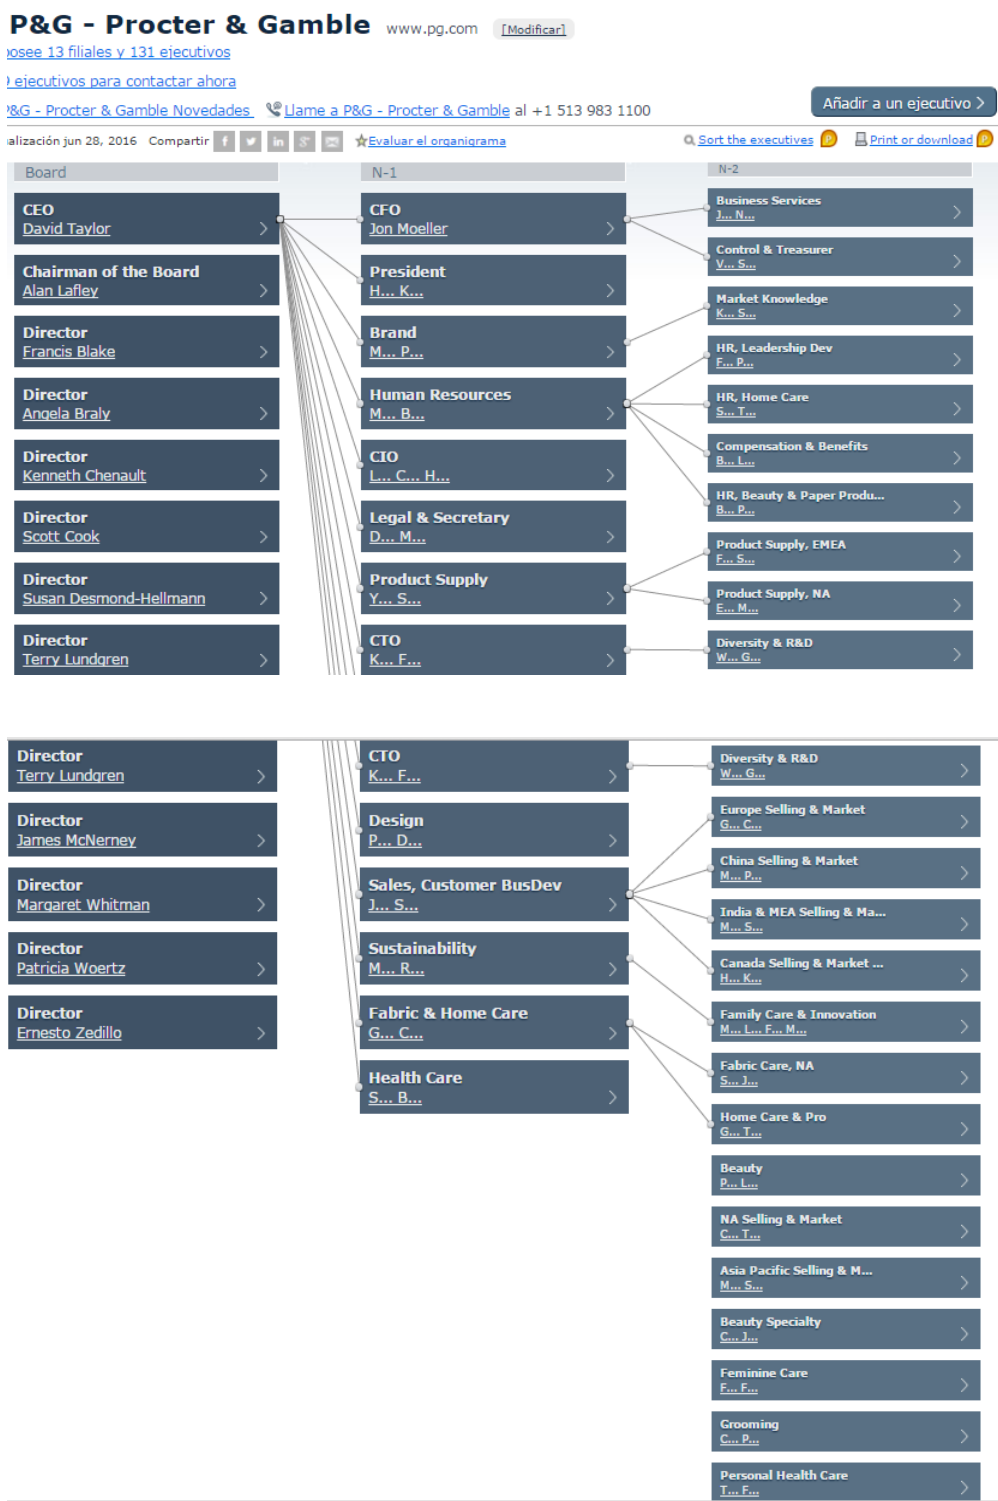 P&G - Procter & Gamble www.pg.com [Modificar]
posee 13 filiales y 131 ejecutivos
ejecutivos para contactar ahora
P&G - Procter & Gamble Novedades Llame a P&G - Procter & Gamble al +1 513 983 1100
Añadir a un ejecutivo >
alización jun 28, 2016 Compartir Evaluar el organigrama Sort the executives Print or download
Board
CEO
David Taylor
Chairman of the Board
Alan Lafley
Director
Francis Blake
Director
Angela Braly
Director
Kenneth Chenault
Director
Scott Cook
Director
Susan Desmond-Hellmann
Director
Terry Lundgren
N-1
CFO
Jon Moeller
President
H... K...
Brand
M... P...
Human Resources
M... B...
CIO
L... C... H...
Legal & Secretary
D... M...
Product Supply
Y... S...
CTO
K... F...
N-2
Business Services
J... N...
Control & Treasurer
V... S...
Market Knowledge
K... S...
HR, Leadership Dev
F... P...
HR, Home Care
S... T...
Compensation & Benefits
B... L...
HR, Beauty & Paper Produ...
B... P...
Product Supply, EMEA
F... S...
Product Supply, NA
E... M...
Diversity & R&D
W... G...
Director
Terry Lundgren
Director
James McNerney
Director
Margaret Whitman
Director
Patricia Woertz
Director
Ernesto Zedillo
CTO
K... F...
Design
P... D...
Sales, Customer BusDev
J... S...
Sustainability
M... R...
Fabric & Home Care
G... C...
Health Care
S... B...
Diversity & R&D
W... G...
Europe Selling & Market
G... C...
China Selling & Market
M... P...
India & MEA Selling & Ma...
M... S...
Canada Selling & Market ...
H... K...
Family Care & Innovation
M... L... F... M...
Fabric Care, NA
S... J...
Home Care & Pro
G... T...
Beauty
P... L...
NA Selling & Market
C... T...
Asia Pacific Selling & M...
M... S...
Beauty Specialty
C... J...
Feminine Care
F... F...
Grooming
C... P...
Personal Health Care
T... F...